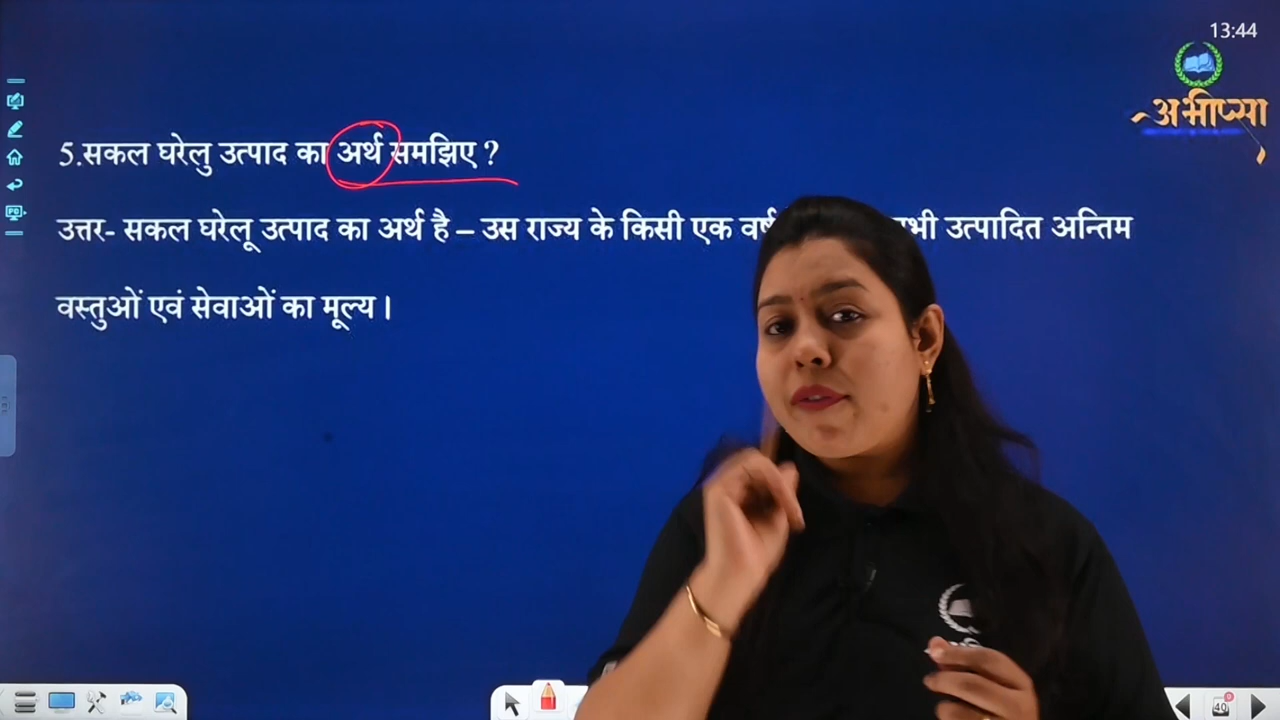 13:44
अभीप्सा
5.सकल घरेलु उत्पाद का अर्थ समझिए ?
उत्तर- सकल घरेलू उत्पाद का अर्थ है – उस राज्य के किसी एक उत्पादित अन्तिम
वस्तुओं एवं सेवाओं का मूल्य।
40